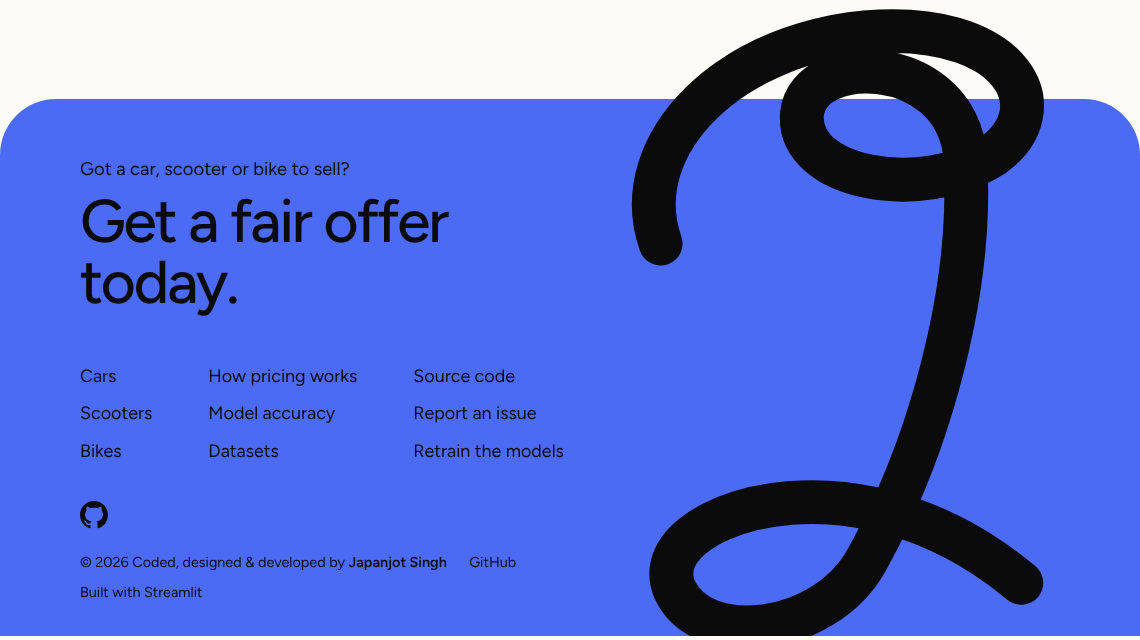 Got a car, scooter or bike to sell?
Get a fair offer
today.
Cars
Scooters
Bikes
How pricing works
Model accuracy
Datasets
Source code
Report an issue
Retrain the models
© 2026 Coded, designed & developed by Japanjot Singh
GitHub
Built with Streamlit